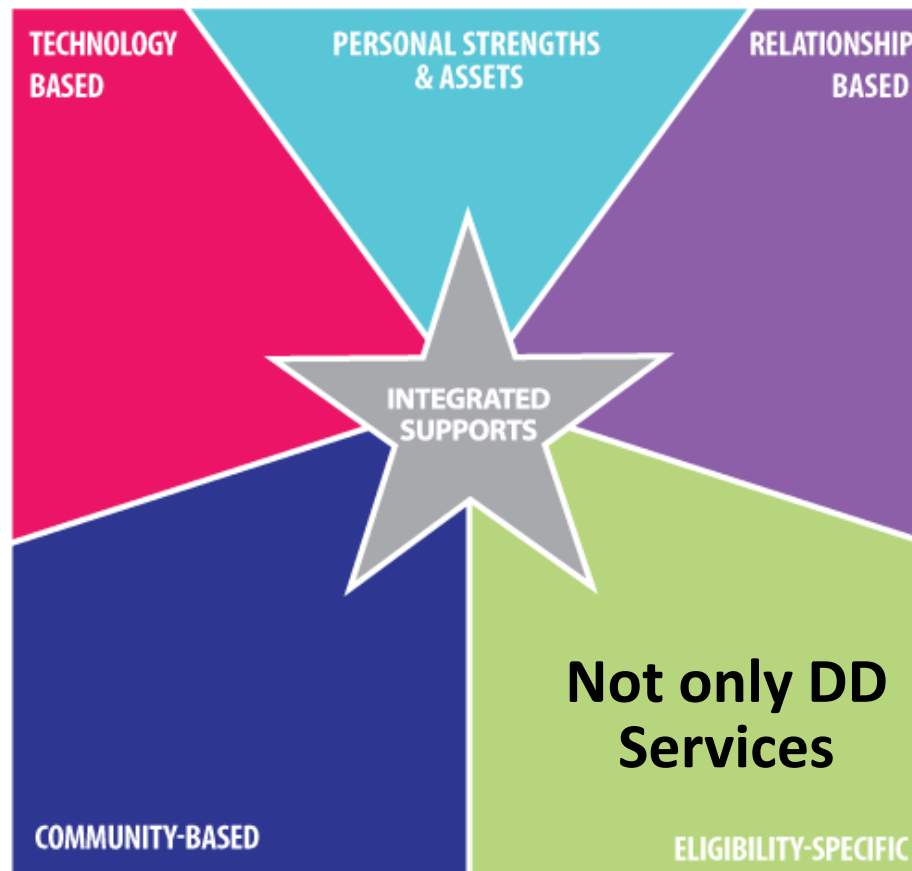 TECHNOLOGY
BASED
PERSONAL STRENGTHS
& ASSETS
RELATIONSHIP
BASED
INTEGRATED
SUPPORTS
Not only DD
Services
COMMUNITY-BASED
ELIGIBILITY-SPECIFIC